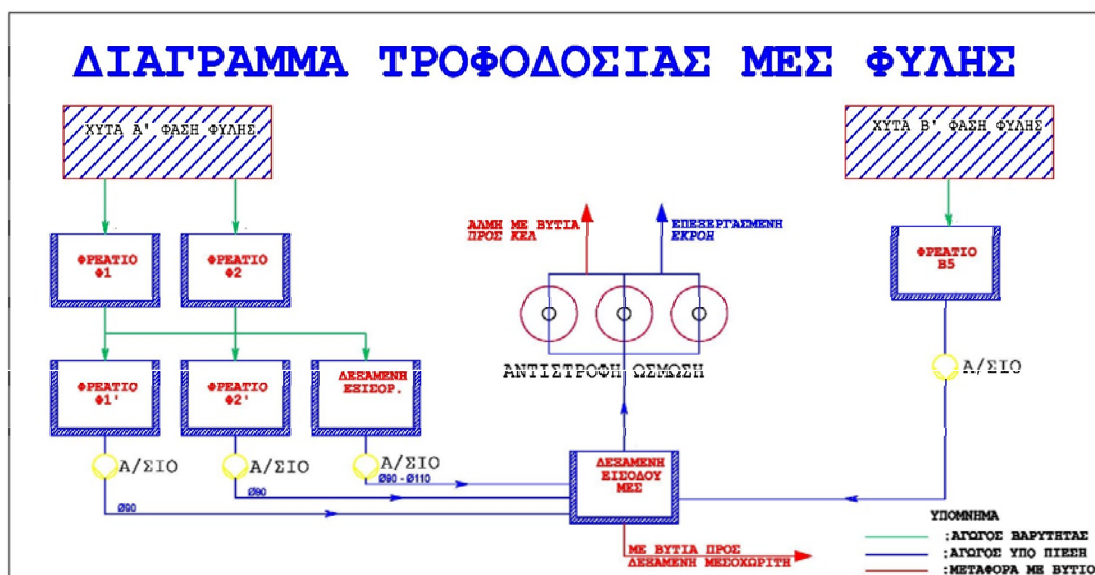 ΔΙΑΓΡΑΜΜΑ ΤΡΟΦΟΔΟΣΙΑΣ ΜΕΣ ΦΥΛΗΣ
ΧΥΤΑ Α' ΦΑΣΗ ΦΥΛΗΣ
ΧΥΤΑ Β' ΦΑΣΗ ΦΥΛΗΣ
ΑΛΜΗ ΜΕ ΒΥΤΙΑ
ΠΡΟΣ ΚΕΛ
ΕΠΕΞΕΡΓΑΣΜΕΝΗ
ΕΚΡΟΗ
ΦΡΕΑΤΙΟ
Φ1
ΦΡΕΑΤΙΟ
Φ2
ΦΡΕΑΤΙΟ
Β5
ΑΝΤΙΣΤΡΟΦΗ ΩΣΜΩΣΗ
ΦΡΕΑΤΙΟ
Φ1'
ΦΡΕΑΤΙΟ
Φ2'
ΔΕΞΑΜΕΝΗ
ΕΞΙΣΟΡ.
Α/ΣΙΟ
Α/ΣΙΟ
Α/ΣΙΟ
Α/ΣΙΟ
Ø90 - Ø110
Ø90
Ø90
ΔΕΞΑΜΕΝΗ
ΕΙΣΟΔΟΥ
ΜΕΣ
ΜΕ ΒΥΤΙΑ ΠΡΟΣ
ΔΕΞΑΜΕΝΗ ΜΕΣΟΧΩΡΙΤΗ
ΥΠΟΜΝΗΜΑ
:ΑΓΩΓΟΣ ΒΑΡΥΤΗΤΑΣ
:ΑΓΩΓΟΣ ΥΠΟ ΠΙΕΣΗ
:ΜΕΤΑΦΟΡΑ ΜΕ ΒΥΤΙΟ